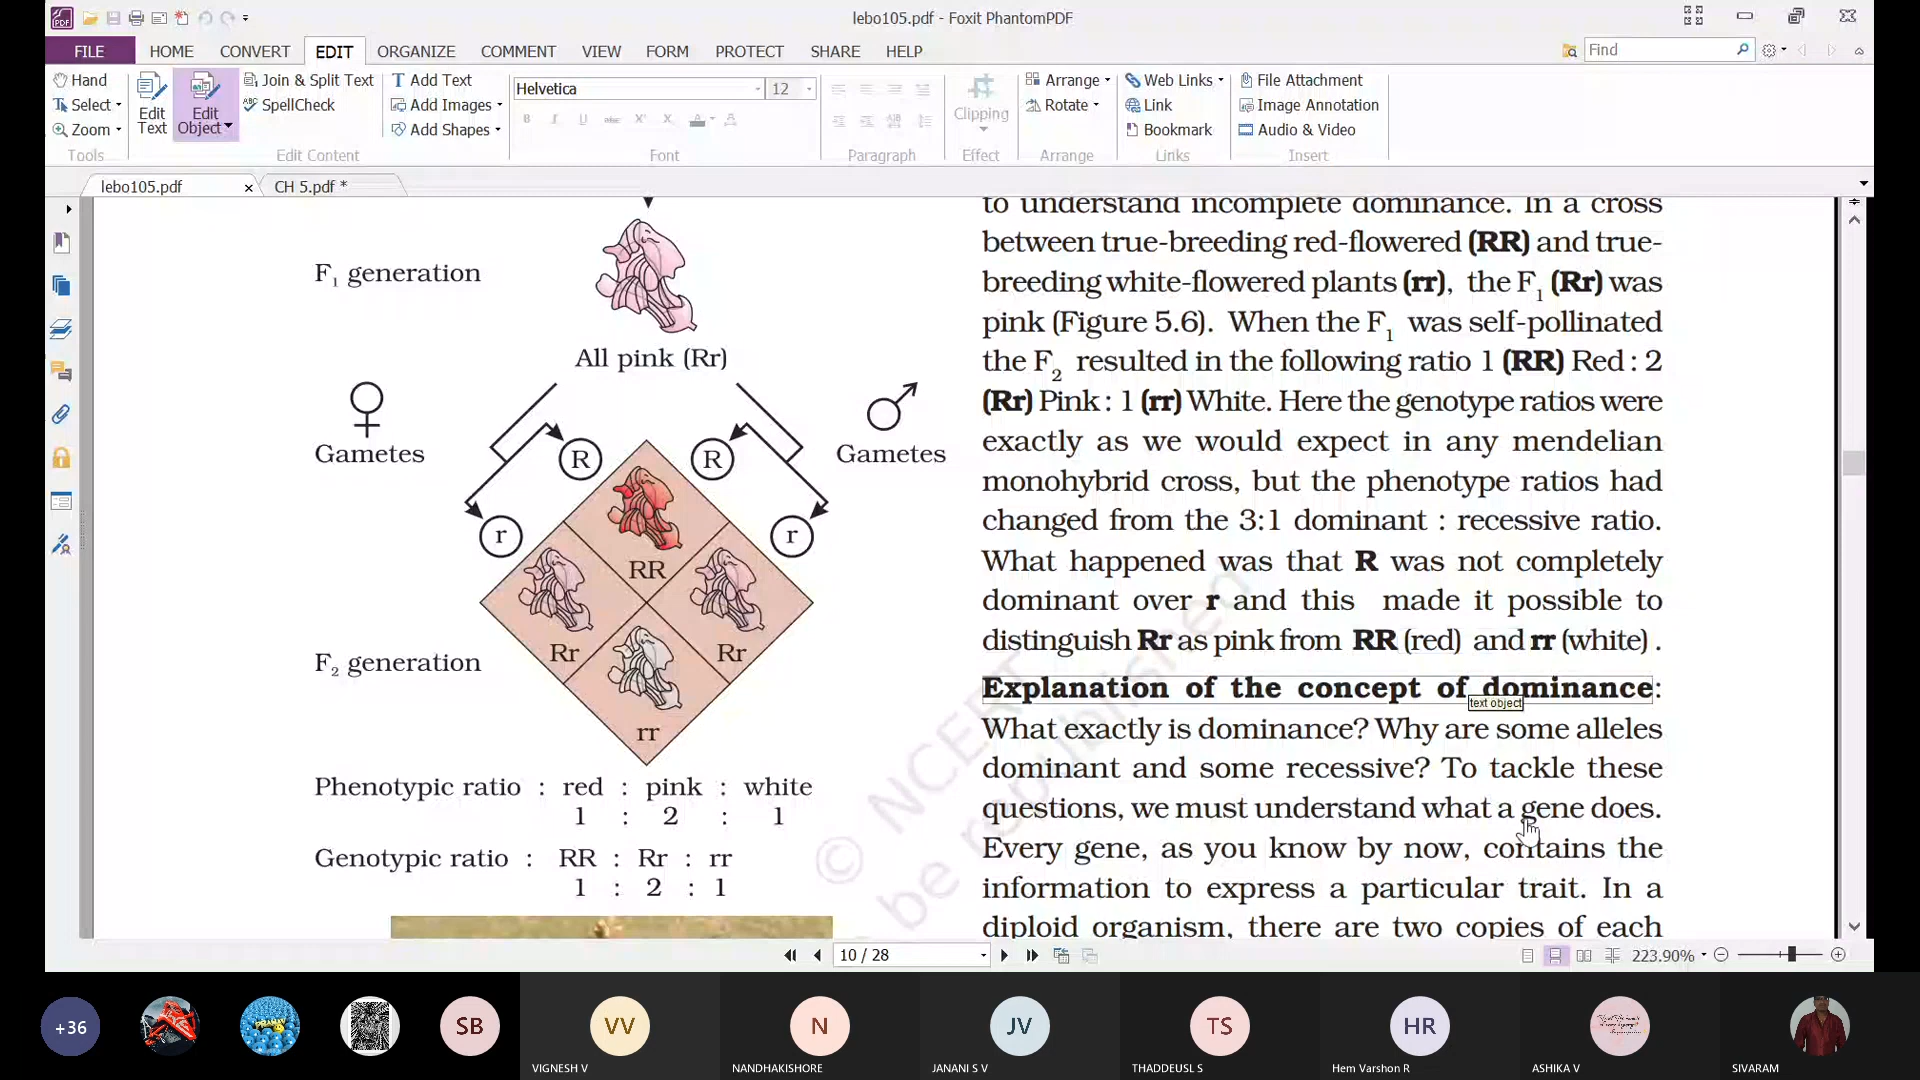 lebo105.pdf - Foxit PhantomPDF
FILE HOME CONVERT EDIT ORGANIZE COMMENT VIEW FORM PROTECT SHARE HELP
Find
Hand
Select
Zoom
Tools
Edit Text
Edit Object
Join & Split Text
SpellCheck
Edit Content
Add Text
Add Images
Add Shapes
Helvetica 12
Font
Paragraph
Clipping
Effect
Arrange
Rotate
Arrange
Web Links
Link
Bookmark
Links
File Attachment
Image Annotation
Audio & Video
Insert
lebo105.pdf
CH 5.pdf *
F1 generation
All pink (Rr)
Gametes
Gametes
R R
r r
RR
Rr Rr
rr
F2 generation
Phenotypic ratio : red : pink : white
1 : 2 : 1
Genotypic ratio : RR : Rr : rr
1 : 2 : 1
to understand incomplete dominance. In a cross
between true-breeding red-flowered (RR) and true-
breeding white-flowered plants (rr), the F1 (Rr) was
pink (Figure 5.6). When the F1 was self-pollinated
the F2 resulted in the following ratio 1 (RR) Red : 2
(Rr) Pink : 1 (rr) White. Here the genotype ratios were
exactly as we would expect in any mendelian
monohybrid cross, but the phenotype ratios had
changed from the 3:1 dominant : recessive ratio.
What happened was that R was not completely
dominant over r and this made it possible to
distinguish Rr as pink from RR (red) and rr (white) .
Explanation of the concept of dominance:
text object
What exactly is dominance? Why are some alleles
dominant and some recessive? To tackle these
questions, we must understand what a gene does.
Every gene, as you know by now, contains the
information to express a particular trait. In a
diploid organism, there are two copies of each
© NCERT
be republished
10 / 28
223.90%
+36
SB
VV
N
JV
TS
HR
VIGNESH V
NANDHAKISHORE
JANANI S V
THADDEUSL S
Hem Varshon R
ASHIKA V
SIVARAM